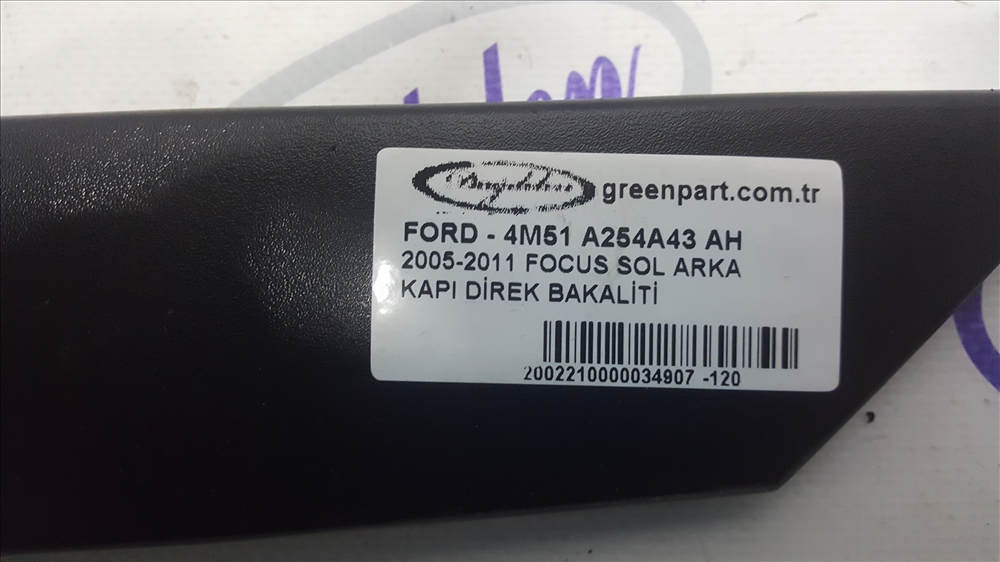 greenpart.com.tr
FORD - 4M51 A254A43 AH
2005-2011 FOCUS SOL ARKA
KAPI DİREK BAKALİTİ
2002210000034907 -120